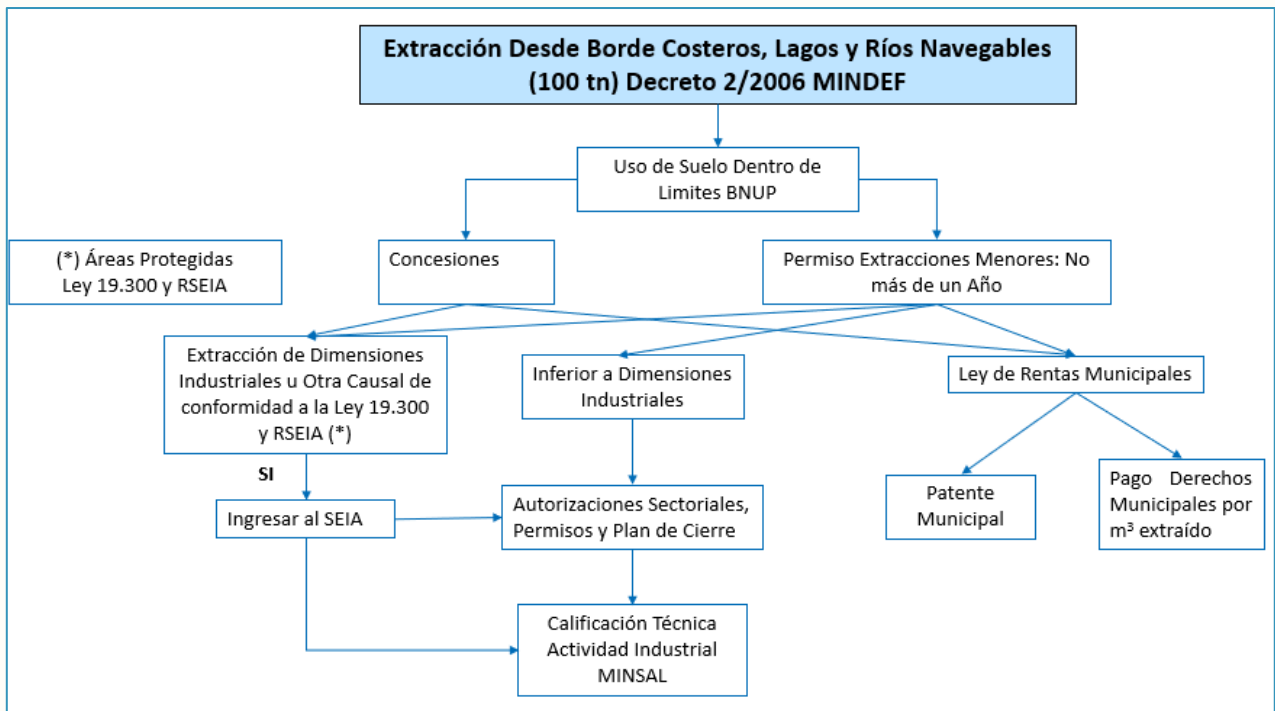 Extracción Desde Borde Costeros, Lagos y Ríos Navegables
(100 tn) Decreto 2/2006 MINDEF
Uso de Suelo Dentro de
Limites BNUP
(*) Áreas Protegidas
Ley 19.300 y RSEIA
Concesiones
Permiso Extracciones Menores: No
más de un Año
Extracción de Dimensiones
Industriales u Otra Causal de
conformidad a la Ley 19.300
y RSEIA (*)
Inferior a Dimensiones
Industriales
Ley de Rentas Municipales
SI
Ingresar al SEIA
Autorizaciones Sectoriales,
Permisos y Plan de Cierre
Patente
Municipal
Pago Derechos
Municipales por
m³ extraído
Calificación Técnica
Actividad Industrial
MINSAL